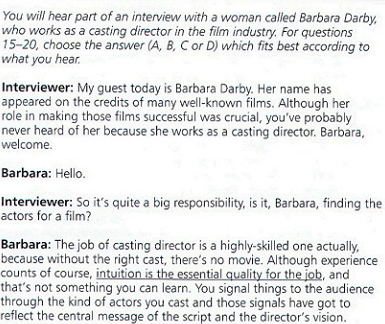 You will hear part of an interview with a woman called Barbara Darby,
who works as a casting director in the film industry. For questions
15–20, choose the answer (A, B, C or D) which fits best according to
what you hear.
Interviewer: My guest today is Barbara Darby. Her name has
appeared on the credits of many well-known films. Although her
role in making those films successful was crucial, you've probably
never heard of her because she works as a casting director. Barbara,
welcome.
Barbara: Hello.
Interviewer: So it's quite a big responsibility, is it, Barbara, finding the
actors for a film?
Barbara: The job of casting director is a highly-skilled one actually,
because without the right cast, there's no movie. Although experience
counts of course, intuition is the essential quality for the job, and
that's not something you can learn. You signal things to the audience
through the kind of actors you cast and those signals have got to
reflect the central message of the script and the director's vision.